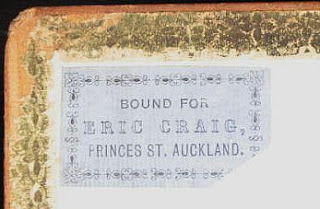 BOUND FOR
ERIC CRAIG,
PRINCES ST. AUCKLAND.